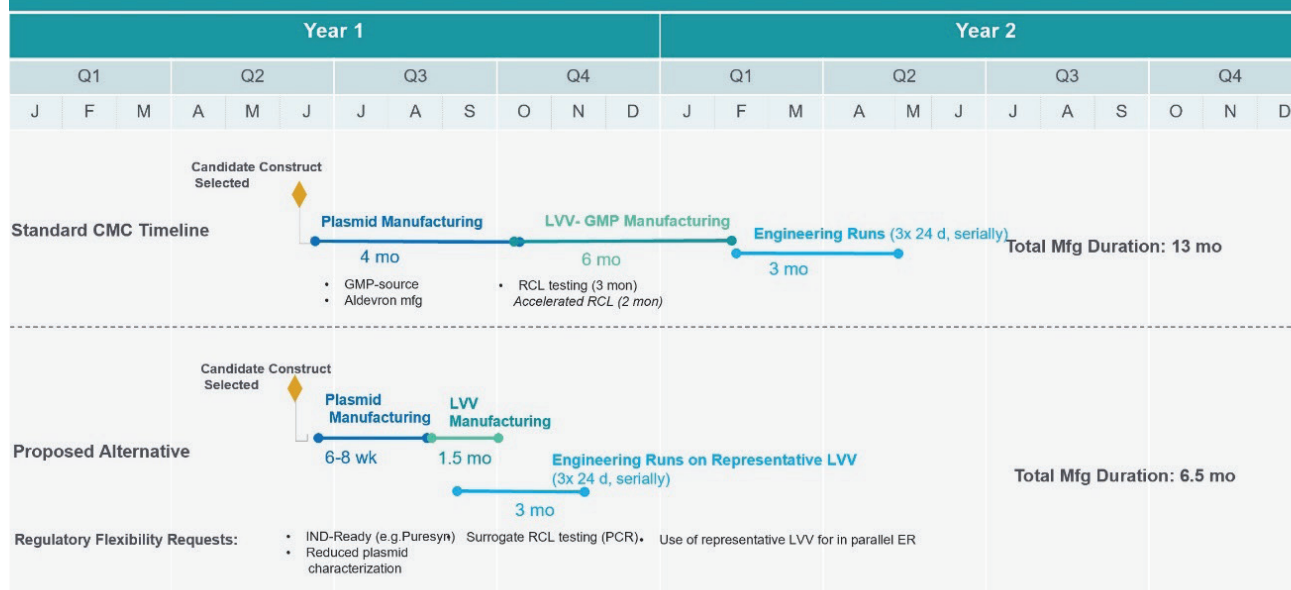 Year 1 Year 2
Q1 Q2 Q3 Q4 Q1 Q2 Q3 Q4
J F M A M J J A S O N D J F M A M J J A S O N D
Candidate Construct
Selected
Standard CMC Timeline
Plasmid Manufacturing
4 mo
• GMP-source
• Aldevron mfg
LVV- GMP Manufacturing
6 mo
• RCL testing (3 mon)
Accelerated RCL (2 mon)
Engineering Runs (3x 24 d, serially)
3 mo
Total Mfg Duration: 13 mo
Candidate Construct
Selected
Proposed Alternative
Plasmid
Manufacturing
6-8 wk
LVV
Manufacturing
1.5 mo
Engineering Runs on Representative LVV
(3x 24 d, serially)
3 mo
Total Mfg Duration: 6.5 mo
Regulatory Flexibility Requests:
• IND-Ready (e.g.Puresyn)
• Reduced plasmid
characterization
• Surrogate RCL testing (PCR)
• Use of representative LVV for in parallel ER